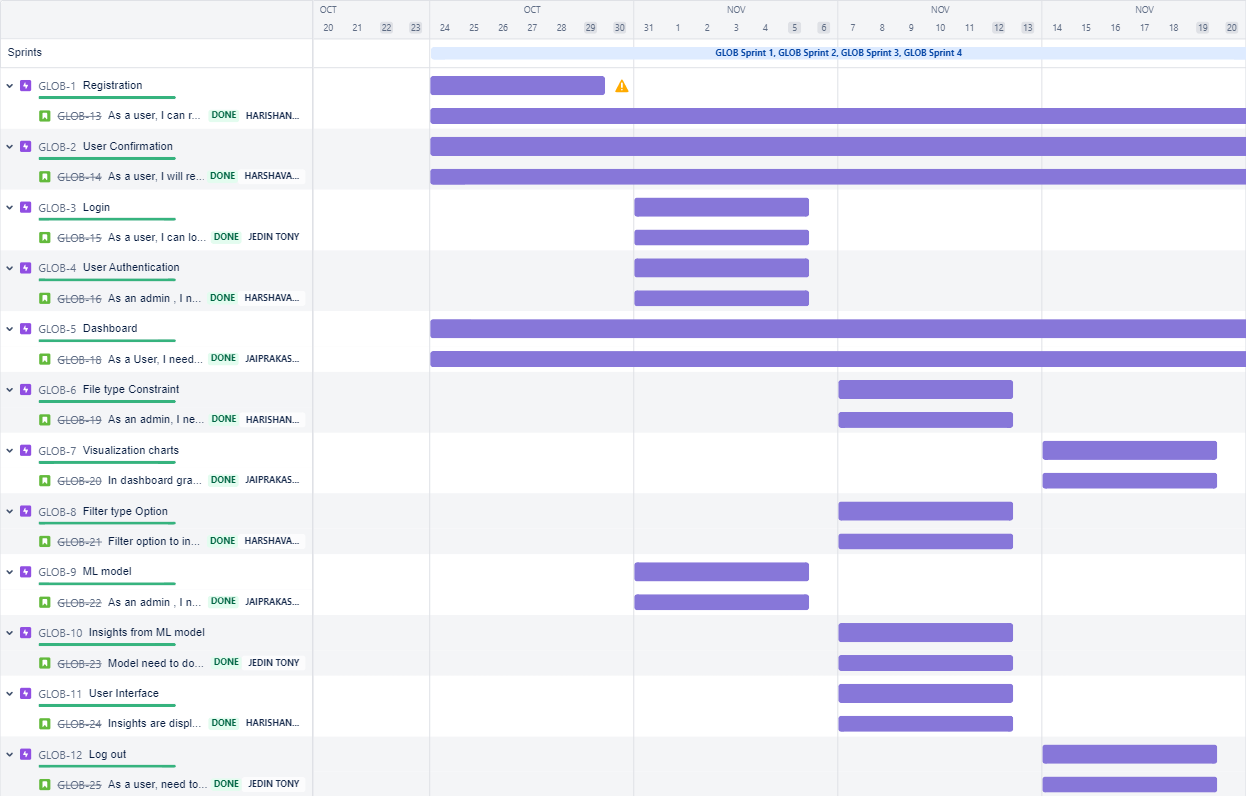 OCT OCT NOV NOV NOV
20 21 22 23 24 25 26 27 28 29 30 31 1 2 3 4 5 6 7 8 9 10 11 12 13 14 15 16 17 18 19 20
Sprints GLOB Sprint 1, GLOB Sprint 2, GLOB Sprint 3, GLOB Sprint 4
GLOB-1 Registration
GLOB-13 As a user, I can r... DONE HARISHAN...
GLOB-2 User Confirmation
GLOB-14 As a user, I will re... DONE HARSHAVA...
GLOB-3 Login
GLOB-15 As a user, I can lo... DONE JEDIN TONY
GLOB-4 User Authentication
GLOB-16 As an admin , I n... DONE HARSHAVA...
GLOB-5 Dashboard
GLOB-18 As a User, I need... DONE JAIPRAKAS...
GLOB-6 File type Constraint
GLOB-19 As an admin, I ne... DONE HARISHAN...
GLOB-7 Visualization charts
GLOB-20 In dashboard gra... DONE JAIPRAKAS...
GLOB-8 Filter type Option
GLOB-21 Filter option to in... DONE HARSHAVA...
GLOB-9 ML model
GLOB-22 As an admin , I n... DONE JAIPRAKAS...
GLOB-10 Insights from ML model
GLOB-23 Model need to do... DONE JEDIN TONY
GLOB-11 User Interface
GLOB-24 Insights are displ... DONE HARISHAN...
GLOB-12 Log out
GLOB-25 As a user, need to... DONE JEDIN TONY